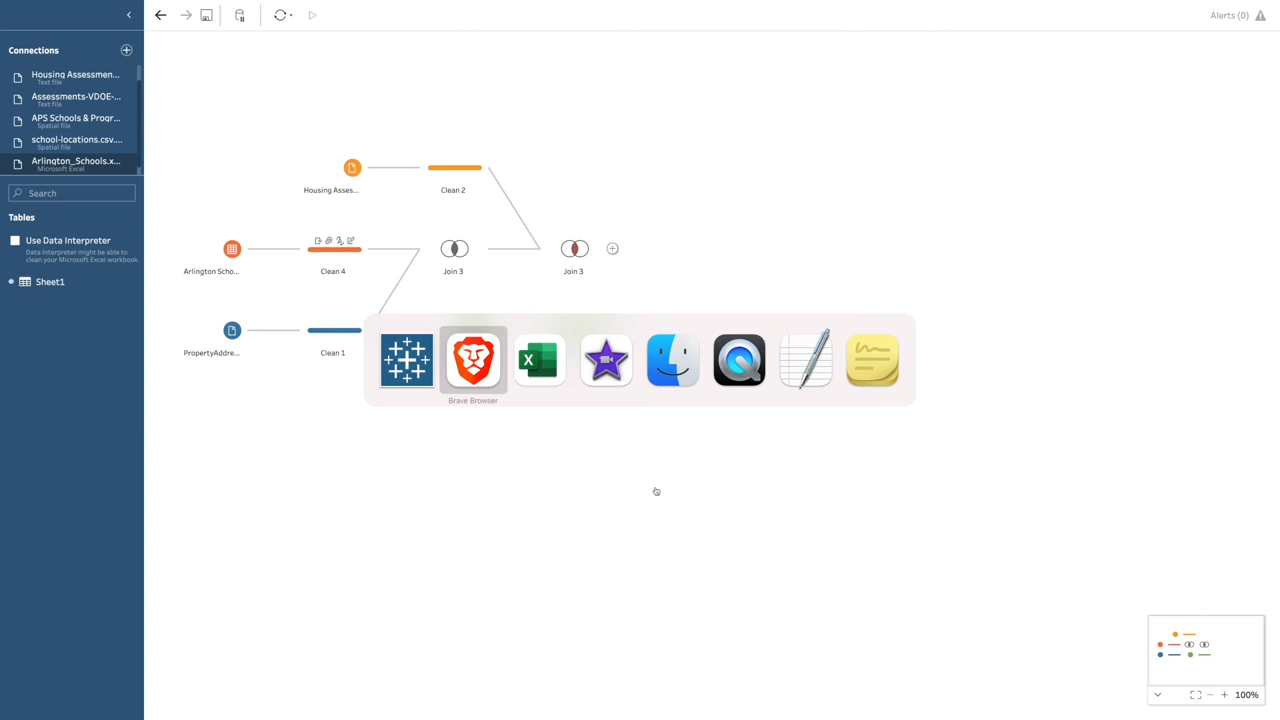 Alerts (0)
Connections
Housing Assessmen...
Text file
Assessments-VDOE-...
Text file
APS Schools & Progr...
Spatial file
school-locations.csv....
Spatial file
Arlington_Schools.x...
Microsoft Excel
Search
Tables
Use Data Interpreter
Data Interpreter might be able to
clean your Microsoft Excel workbook.
Sheet1
Housing Asses...
Clean 2
Arlington Scho...
Clean 4
Join 3
Join 3
PropertyAddre...
Clean 1
Brave Browser
100%